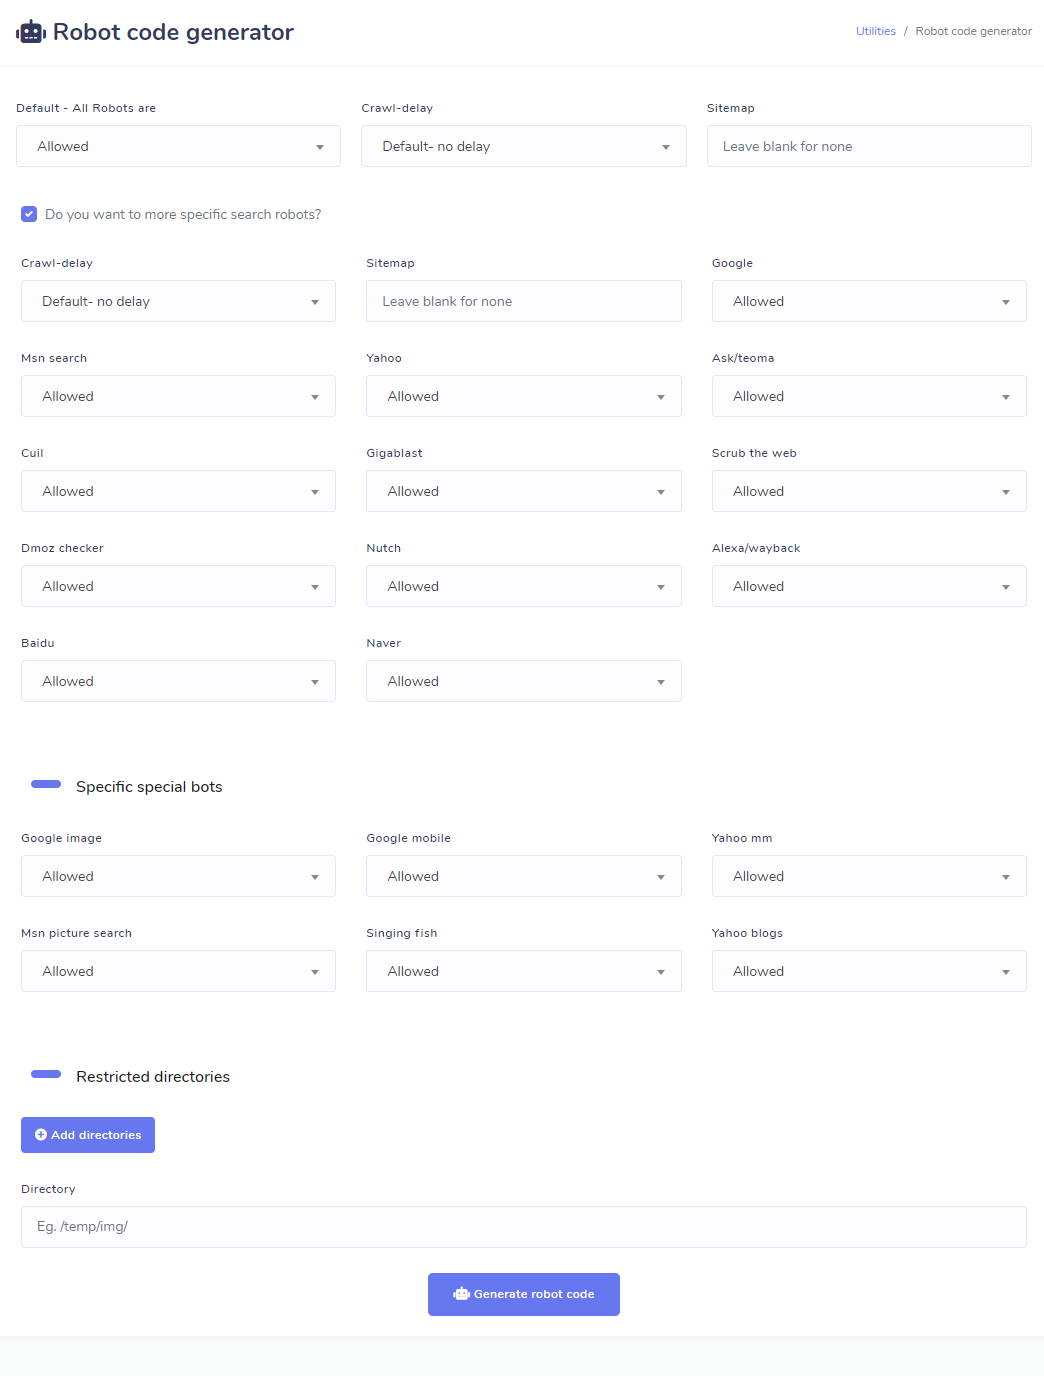 Robot code generator
Utilities / Robot code generator
Default - All Robots are Crawl-delay Sitemap
Allowed Default- no delay Leave blank for none
Do you want to more specific search robots?
Crawl-delay Sitemap Google
Default- no delay Leave blank for none Allowed
Msn search Yahoo Ask/teoma
Allowed Allowed Allowed
Cuil Gigablast Scrub the web
Allowed Allowed Allowed
Dmoz checker Nutch Alexa/wayback
Allowed Allowed Allowed
Baidu Naver
Allowed Allowed
Specific special bots
Google image Google mobile Yahoo mm
Allowed Allowed Allowed
Msn picture search Singing fish Yahoo blogs
Allowed Allowed Allowed
Restricted directories
Add directories
Directory
Eg. /temp/img/
Generate robot code